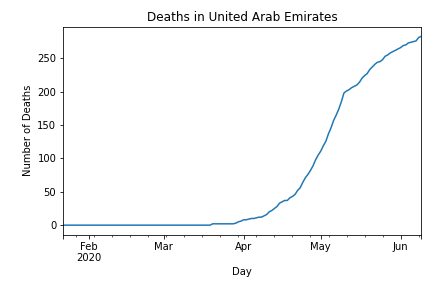 Deaths in United Arab Emirates
Number of Deaths
250
200
150
100
50
0
Feb
2020
Mar
Apr
May
Jun
Day